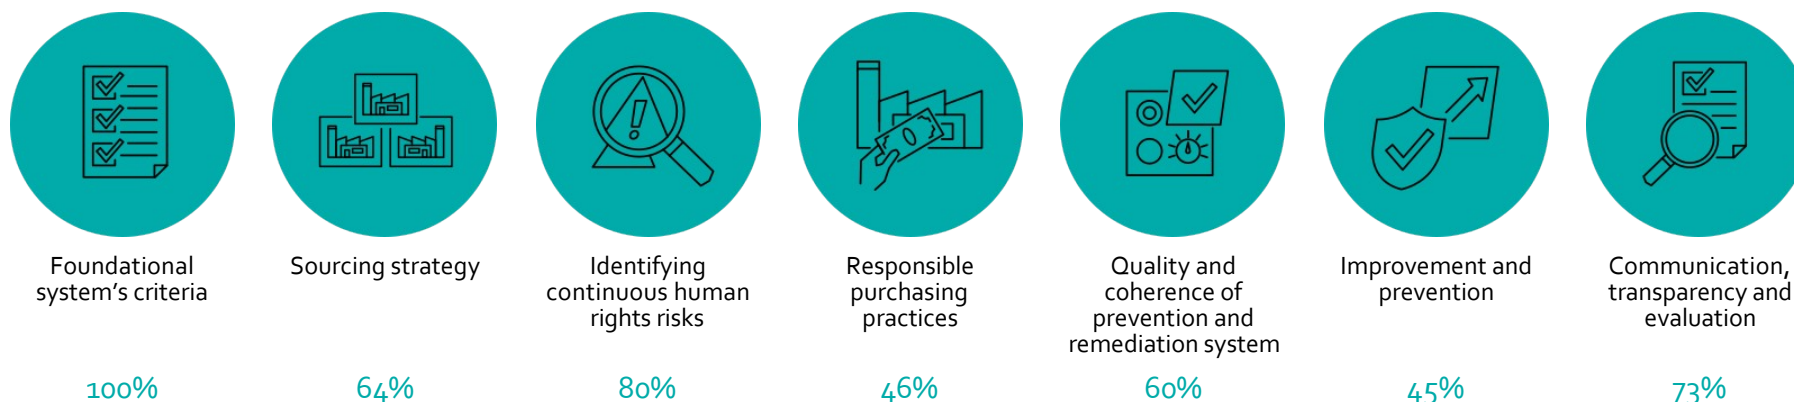 Foundational
system's criteria
100%
Sourcing strategy
64%
Identifying
continuous human
rights risks
80%
Responsible
purchasing
practices
46%
Quality and
coherence of
prevention and
remediation system
60%
Improvement and
prevention
45%
Communication,
transparency and
evaluation
73%